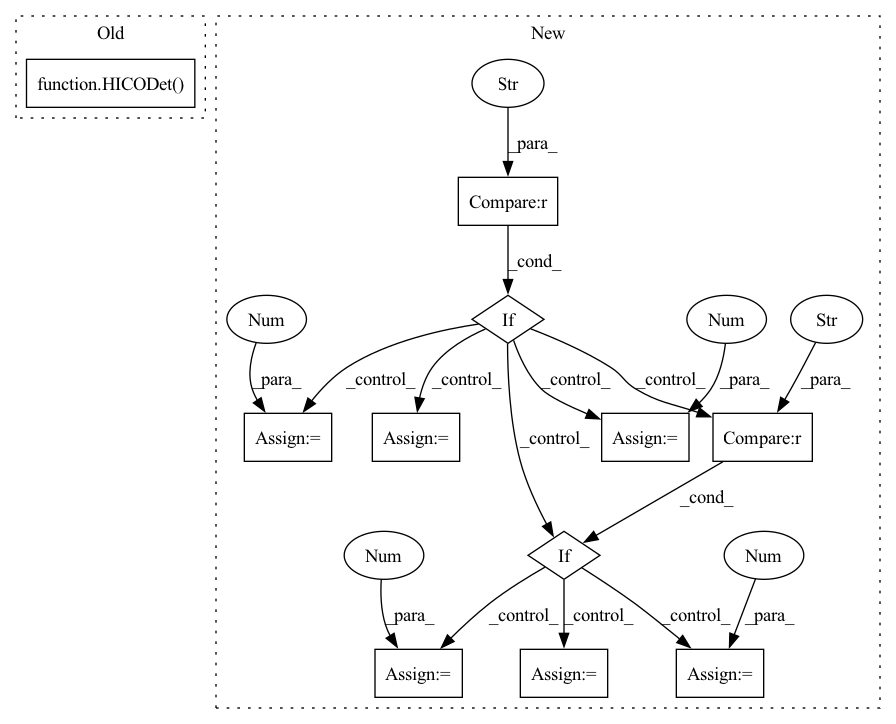 Old
New
function.HICODet()
Str
_para_
Compare:r
_cond_
Num
If
Num
Str
_para_
_control_
_control_
_control_
_control_
_para_
_para_
Assign:=
Assign:=
Assign:=
Compare:r
_control_
_cond_
Num
If
Num
_para_
_control_
_control_
_control_
_para_
Assign:=
Assign:=
Assign:=